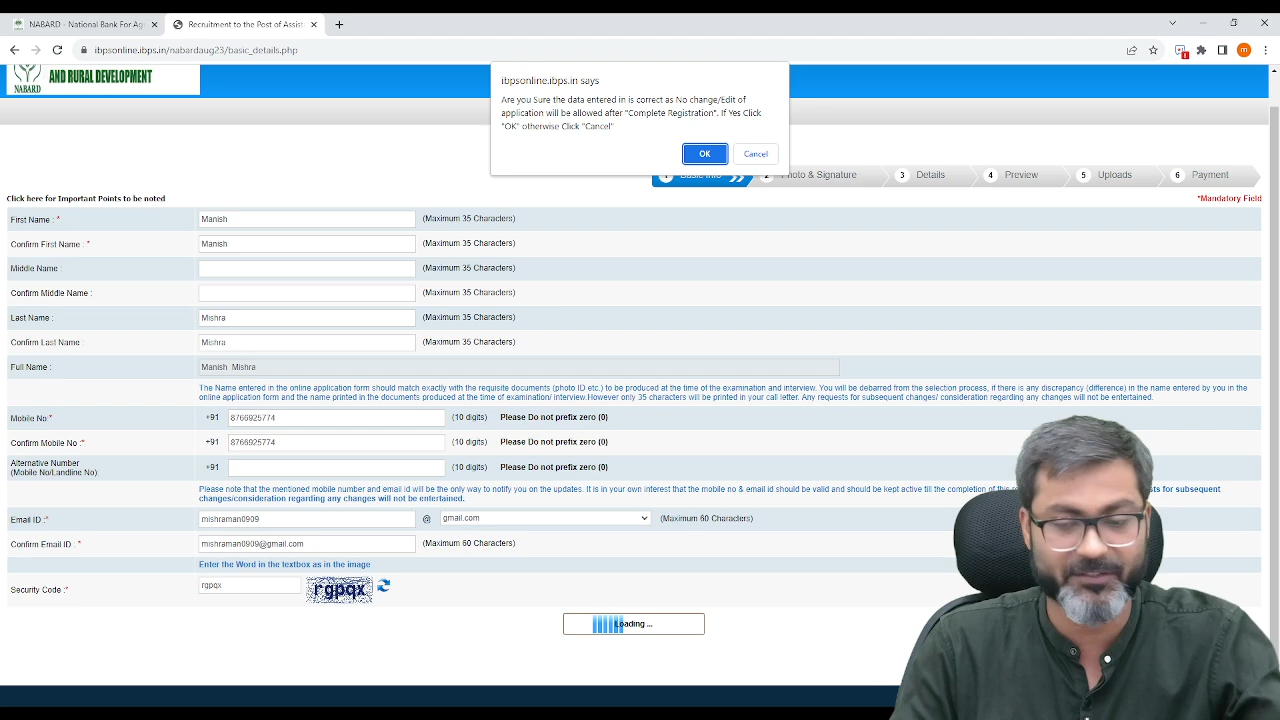 NABARD - National Bank For Ag
Recruitment to the Post of Assist
ibpsonline.ibps.in/nabardaug23/basic_details.php
m
AND RURAL DEVELOPMENT
NABARD
ibpsonline.ibps.in says
Are you Sure the data entered in is correct as No change/Edit of
application will be allowed after "Complete Registration". If Yes Click
"OK" otherwise Click "Cancel"
OK Cancel
1 Basic Info 2 Photo & Signature 3 Details 4 Preview 5 Uploads 6 Payment
Click here for Important Points to be noted *Mandatory Field
First Name : * Manish (Maximum 35 Characters)
Confirm First Name : * Manish (Maximum 35 Characters)
Middle Name : (Maximum 35 Characters)
Confirm Middle Name : (Maximum 35 Characters)
Last Name : Mishra (Maximum 35 Characters)
Confirm Last Name : Mishra (Maximum 35 Characters)
Full Name : Manish Mishra
The Name entered in the online application form should match exactly with the requisite documents (photo ID etc.) to be produced at the time of the examination and interview. You will be debarred from the selection process, if there is any discrepancy (difference) in the name entered by you in the
online application form and the name printed in the documents produced at the time of examination/ interview.However only 35 characters will be printed in your call letter. Any requests for subsequent changes/ consideration regarding any changes will not be entertained.
Mobile No: * +91 8766925774 (10 digits) Please Do not prefix zero (0)
Confirm Mobile No : * +91 8766925774 (10 digits) Please Do not prefix zero (0)
Alternative Number
(Mobile No/Landline No): +91 (10 digits) Please Do not prefix zero (0)
Please note that the mentioned mobile number and email id will be the only way to notify you on the updates. It is in your own interest that the mobile no & email id should be valid and should be kept active till the completion of this for subsequent
changes/consideration regarding any changes will not be entertained.
Email ID : * mishraman0909 @ gmail.com (Maximum 60 Characters)
Confirm Email ID : * mishraman0909@gmail.com (Maximum 60 Characters)
Enter the Word in the textbox as in the image
Security Code : * rgpqx rgpqx
Loading ...